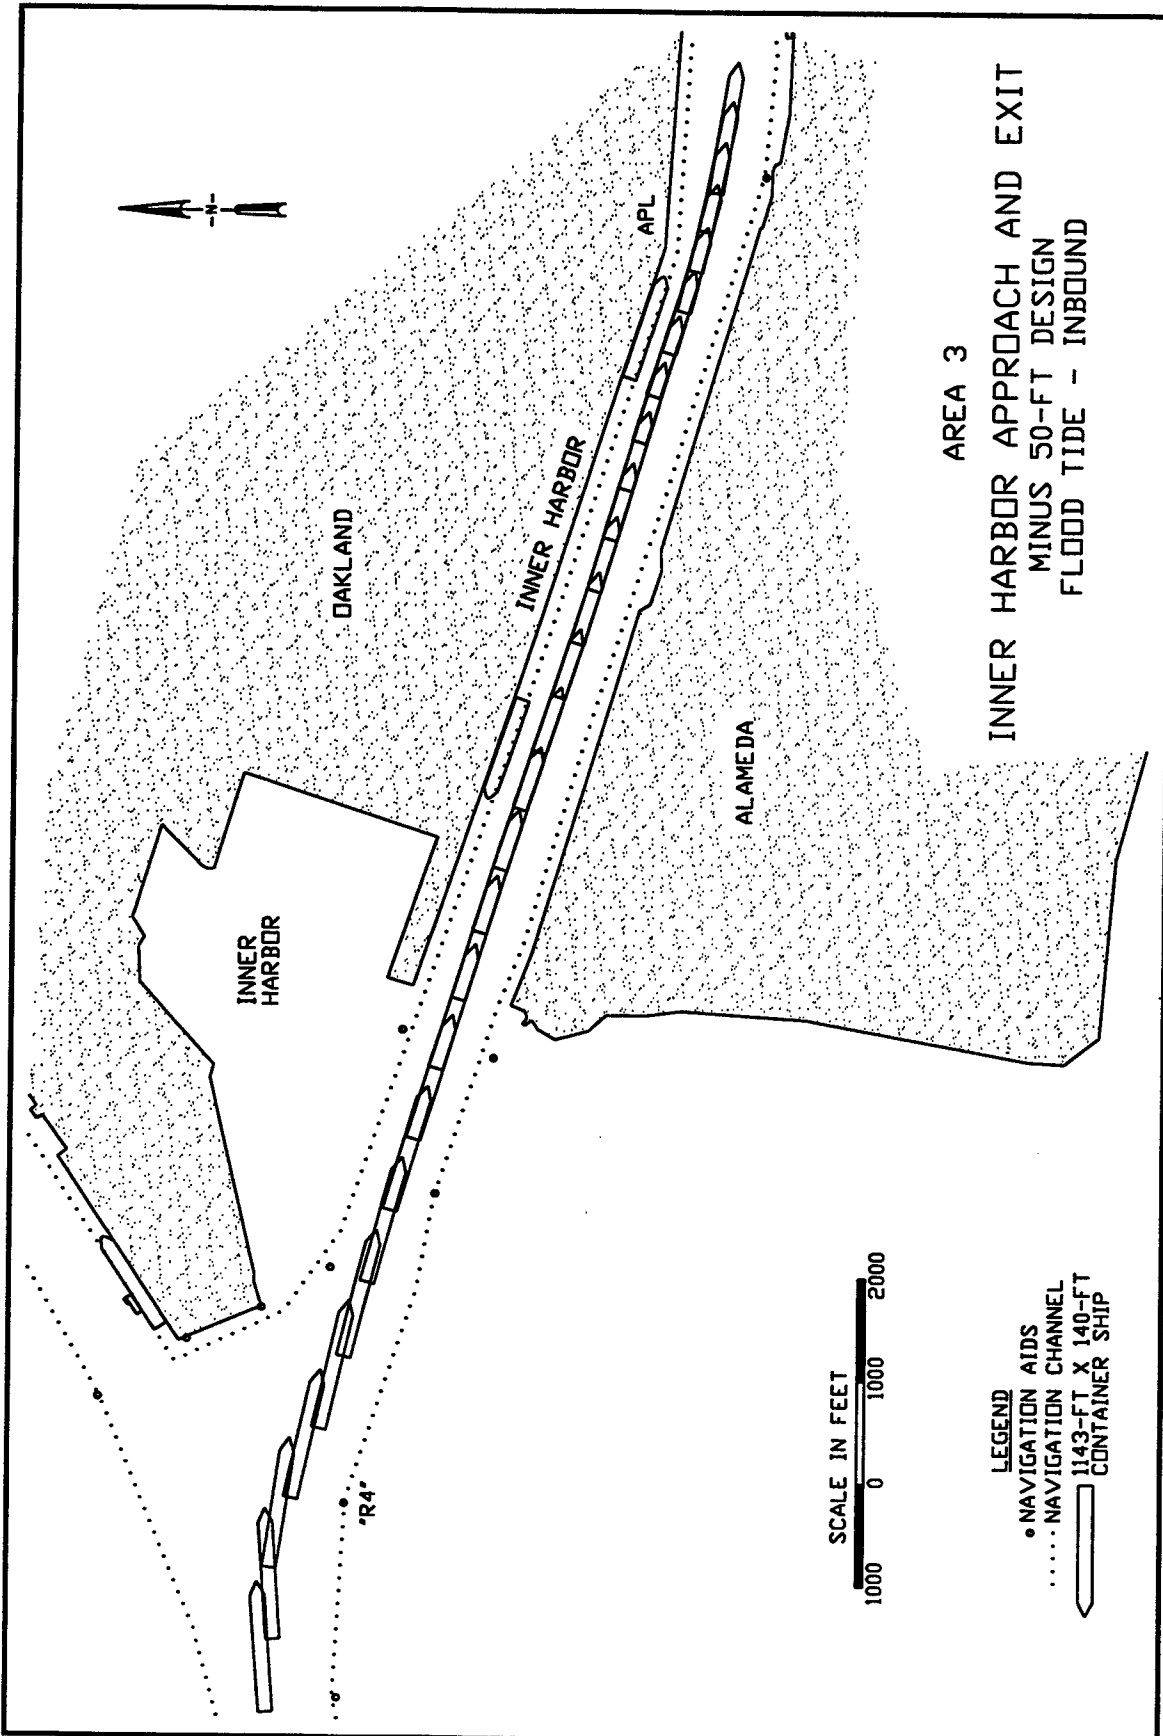 -N-
OAKLAND
INNER
HARBOR
INNER HARBOR
APL
ALAMEDA
"R4"
AREA 3
INNER HARBOR APPROACH AND EXIT
MINUS 50-FT DESIGN
FLOOD TIDE - INBOUND
SCALE IN FEET
1000 0 1000 2000
LEGEND
NAVIGATION AIDS
NAVIGATION CHANNEL
1143-FT X 140-FT
CONTAINER SHIP